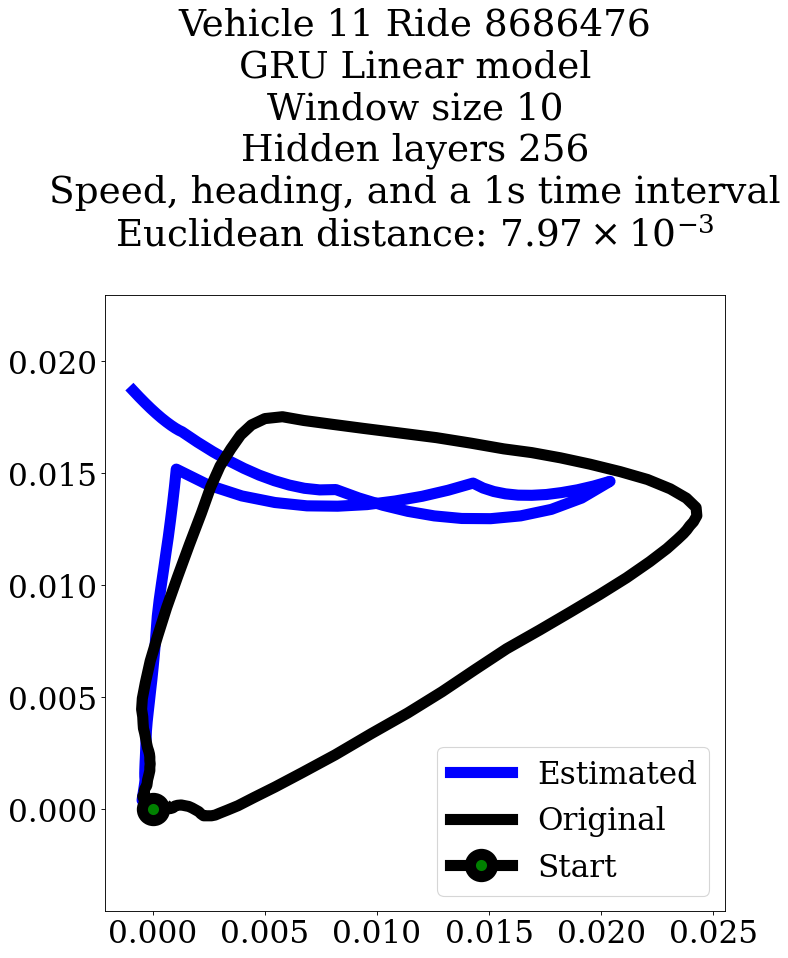 Vehicle 11 Ride 8686476
GRU Linear model
Window size 10
Hidden layers 256
Speed, heading, and a 1s time interval
Euclidean distance: 7.97 × 10⁻³
0.020
0.015
0.010
0.005
0.000
Estimated
Original
Start
0.000 0.005 0.010 0.015 0.020 0.025